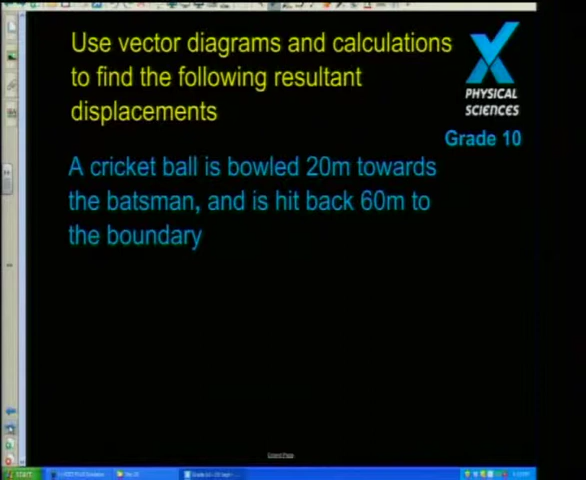 Use vector diagrams and calculations
to find the following resultant
displacements
PHYSICAL
SCIENCES
Grade 10
A cricket ball is bowled 20m towards
the batsman, and is hit back 60m to
the boundary
start